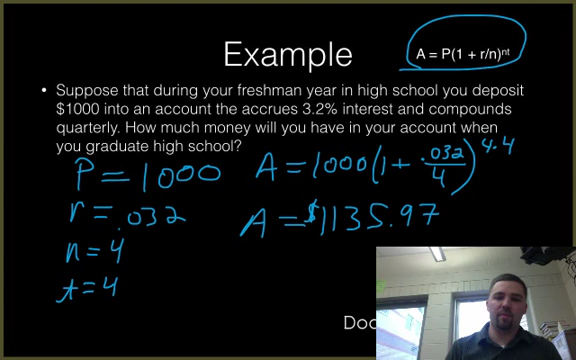 Example
A = P(1 + r/n)ⁿᵗ
• Suppose that during your freshman year in high school you deposit
$1000 into an account the accrues 3.2% interest and compounds
quarterly. How much money will you have in your account when
you graduate high school?
P = 1000
r = .032
n = 4
t = 4
A = 1000(1 + .032/4)^4·4
A = $1135.97
Doc